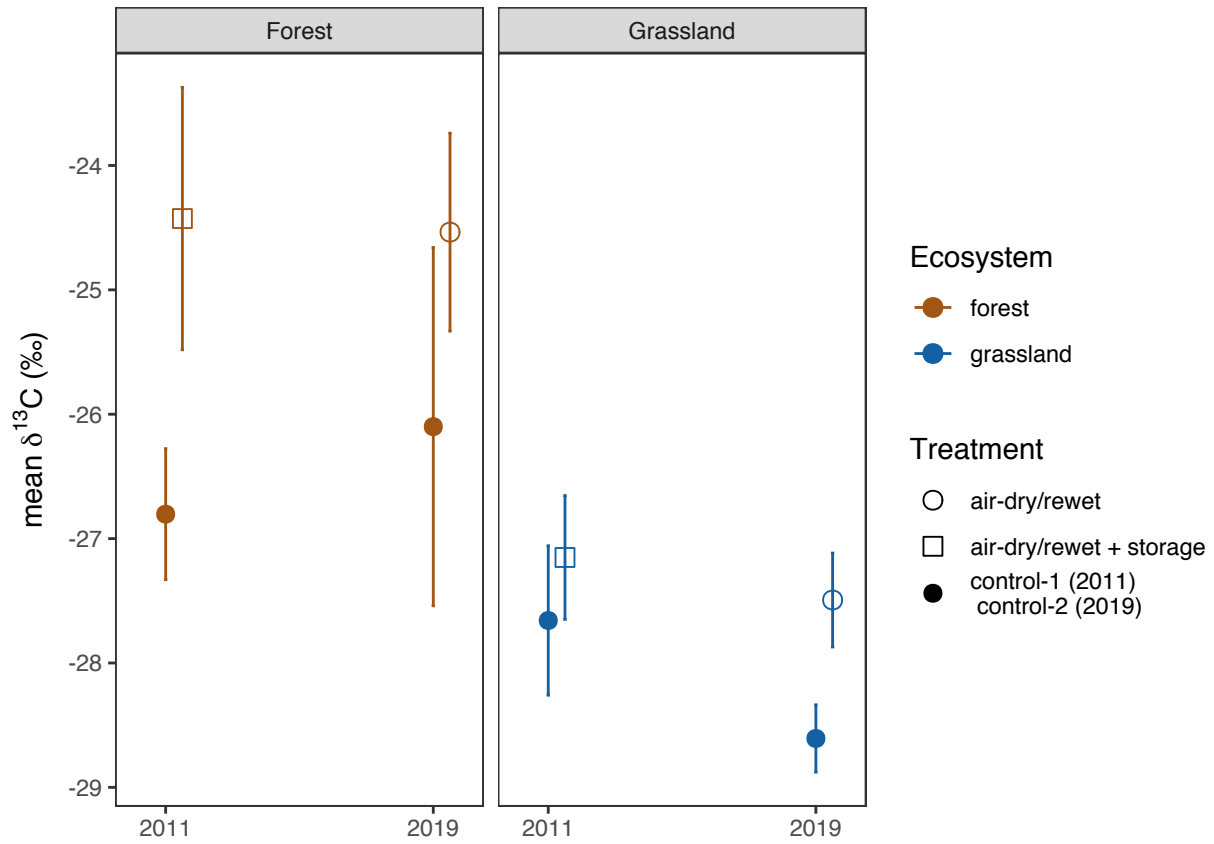 Forest
Grassland
mean δ¹³C (‰)
-24
-25
-26
-27
-28
-29
2011
2019
2011
2019
Ecosystem
forest
grassland
Treatment
air-dry/rewet
air-dry/rewet + storage
control-1 (2011)
control-2 (2019)